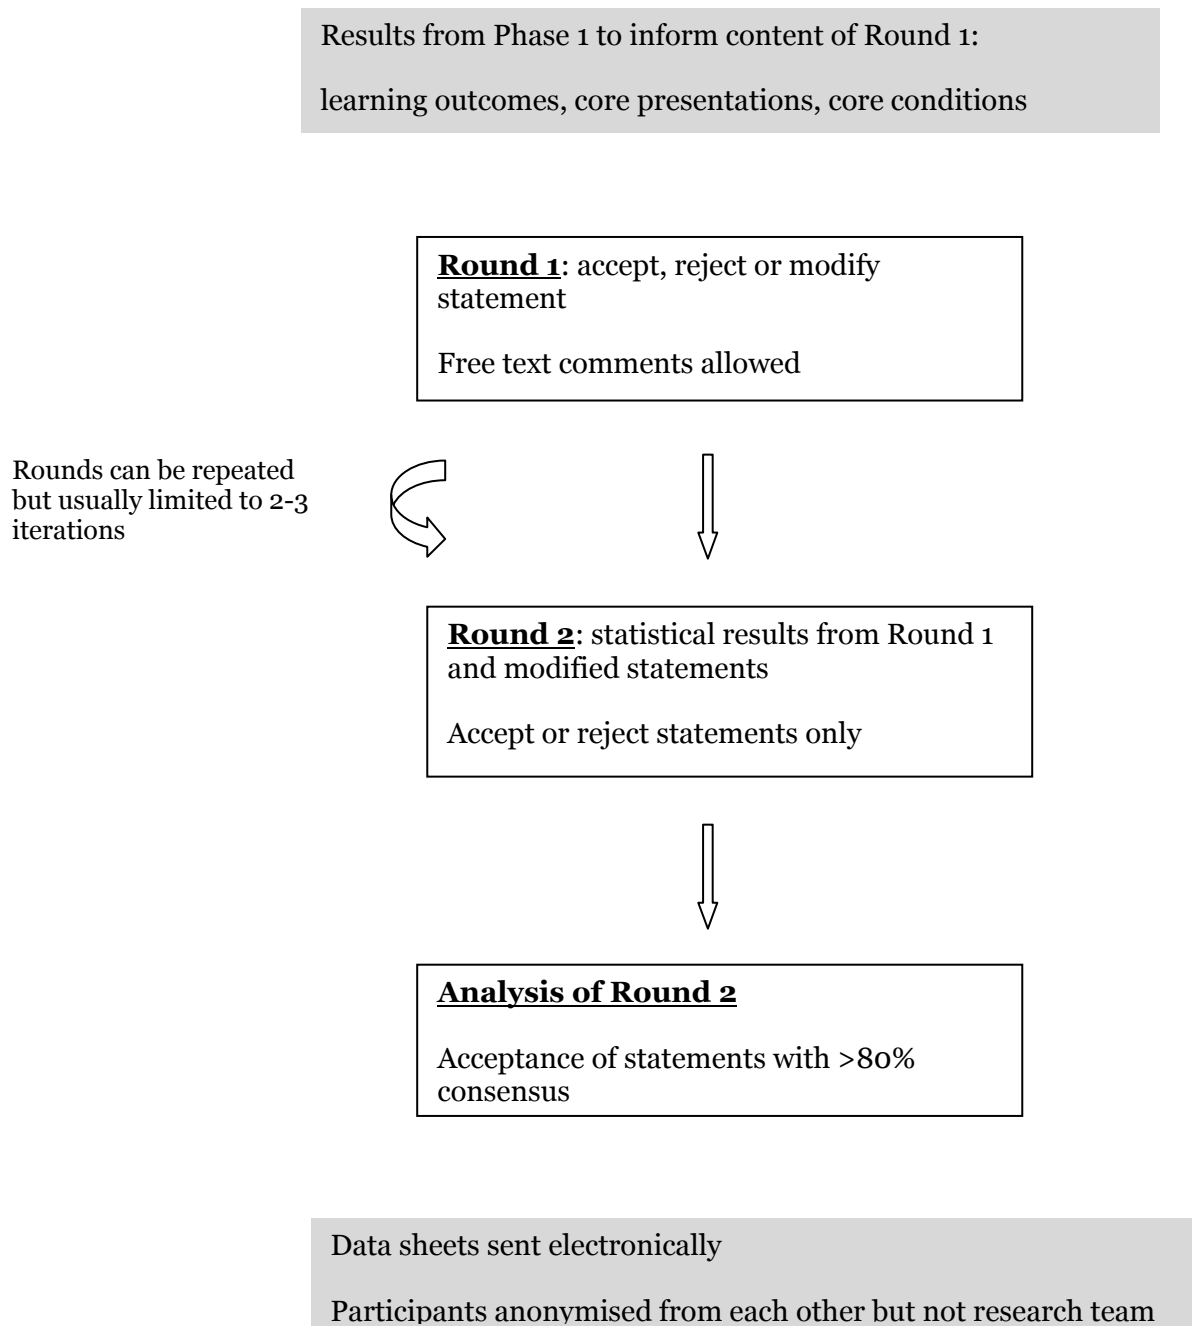 Results from Phase 1 to inform content of Round 1:
learning outcomes, core presentations, core conditions
Round 1: accept, reject or modify
statement
Free text comments allowed
Rounds can be repeated
but usually limited to 2-3
iterations
Round 2: statistical results from Round 1
and modified statements
Accept or reject statements only
Analysis of Round 2
Acceptance of statements with >80%
consensus
Data sheets sent electronically
Participants anonymised from each other but not research team